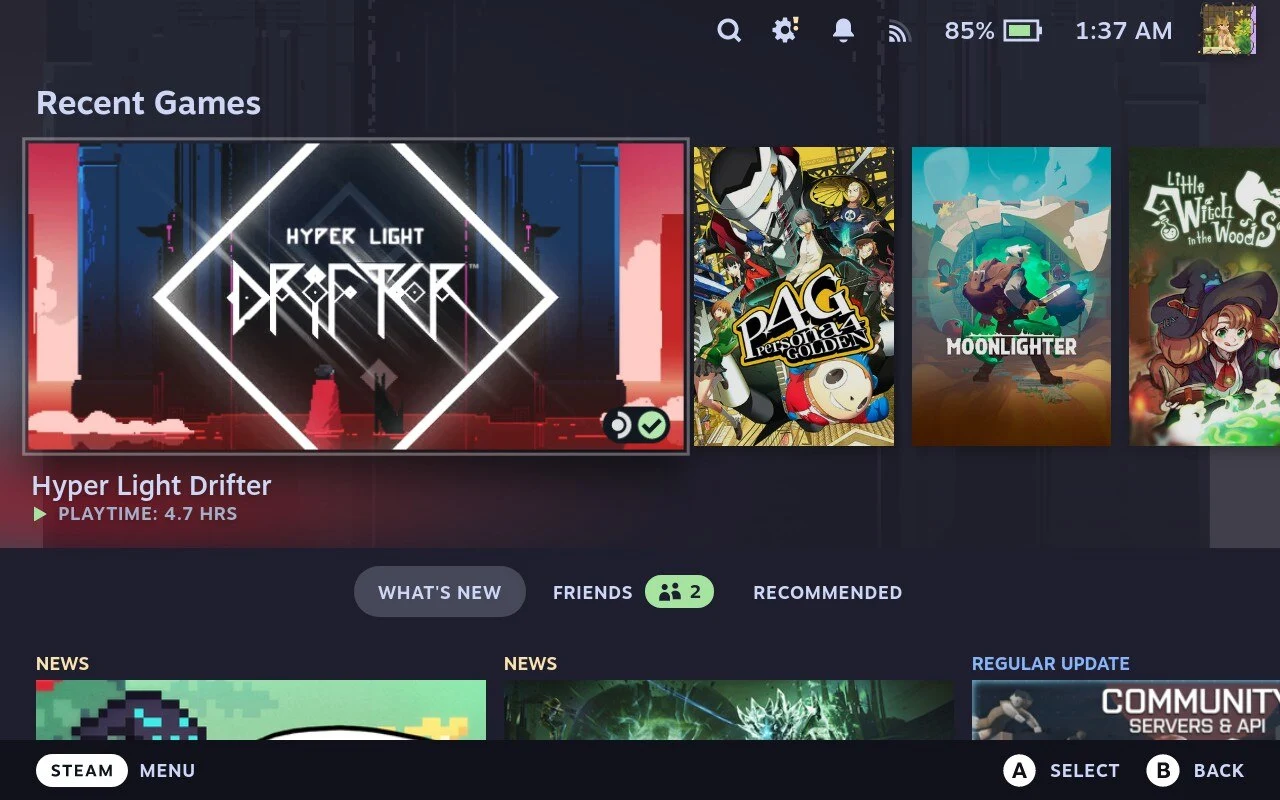 85%
1:37 AM
Recent Games
HYPER LIGHT
DRIFTER™
P4G
Persona 4
GOLDEN
MOONLIGHTER
Little
Witch
in the Woods
Hyper Light Drifter
PLAYTIME: 4.7 HRS
WHAT'S NEW
FRIENDS
2
RECOMMENDED
NEWS
NEWS
REGULAR UPDATE
COMMUNITY
SERVERS & API
STEAM
MENU
A
SELECT
B
BACK